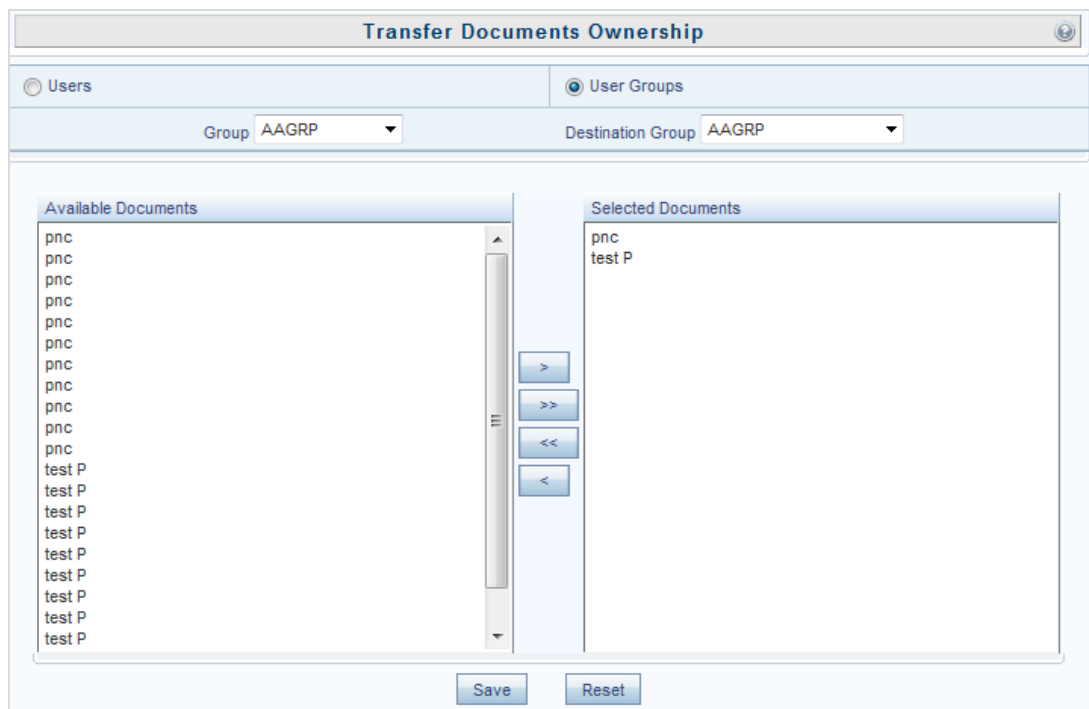 Transfer Documents Ownership
Users
User Groups
Group AAGRP
Destination Group AAGRP
Available Documents
pnc
pnc
pnc
pnc
pnc
pnc
pnc
pnc
pnc
pnc
pnc
test P
test P
test P
test P
test P
test P
test P
test P
test P
>
>>
<<
<
Selected Documents
pnc
test P
Save
Reset